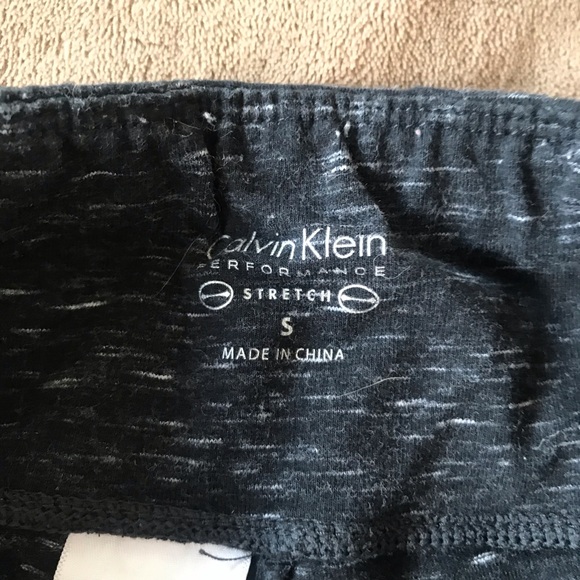 Calvin Klein
PERFORMANCE
STRETCH
S
MADE IN CHINA